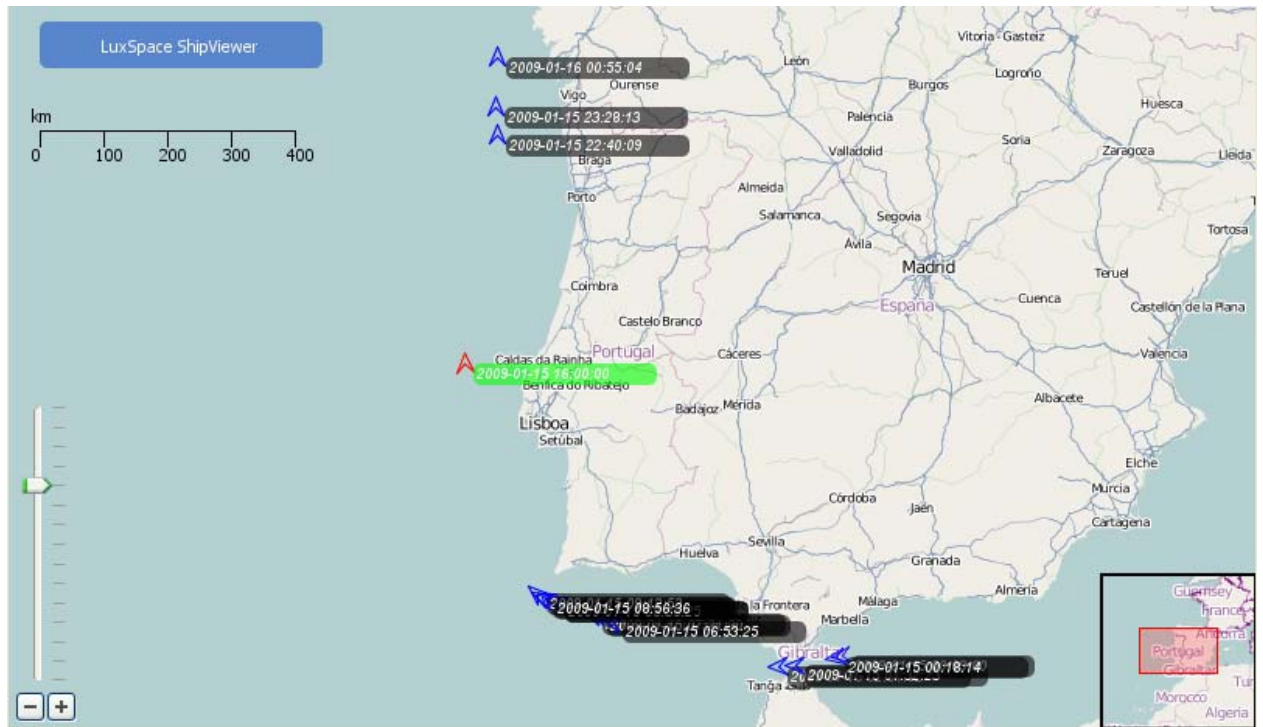 LuxSpace ShipViewer
km
0 100 200 300 400
2009-01-16 00:55:04
2009-01-15 23:28:13
2009-01-15 22:40:09
2009-01-15 16:00:00
2009-01-15 08:56:36
2009-01-15 06:53:25
2009-01-15 00:18:14
Vitoria - Gasteiz
León
Logroño
Burgos
Ourense
Vigo
Huesca
Palencia
Soria
Valladolid
Zaragoza
Lleida
Braga
Almeida
Porto
Salamanca
Segovia
Tortosa
Ávila
Madrid
Teruel
Coimbra
España
Cuenca
Castellón de la Plana
Castelo Branco
Portugal
Cáceres
Valencia
Caldas da Rainha
Benfica do Ribatejo
Badajoz
Mérida
Albacete
Lisboa
Setúbal
Elche
Córdoba
Murcia
Jaén
Cartagena
Sevilla
Huelva
Granada
Almería
la Frontera
Málaga
Marbella
Gibraltar
Guernsey
France
Andorra
Portugal
Gibraltar
Morocco
Algeria